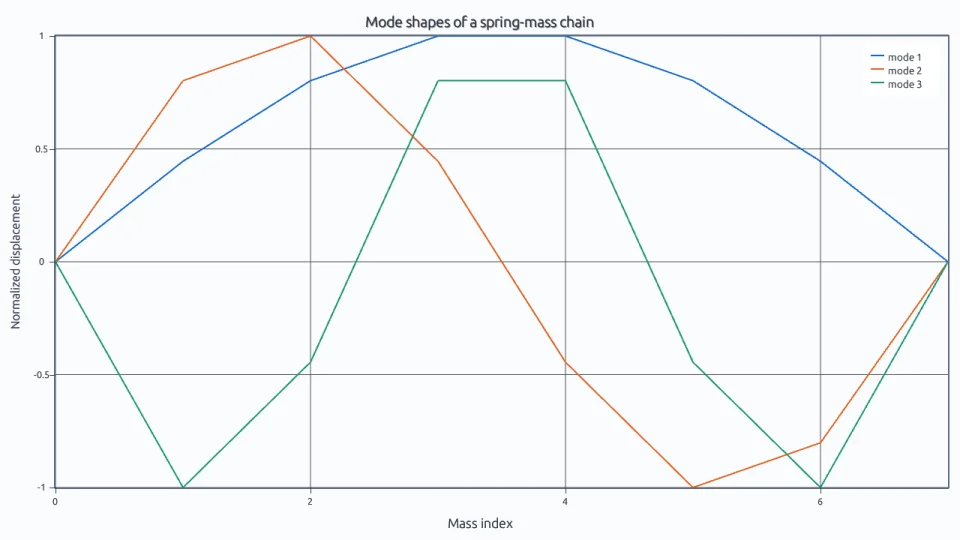 Mode shapes of a spring-mass chain
mode 1
mode 2
mode 3
Normalized displacement
1
0.5
0
-0.5
-1
0 2 4 6
Mass index